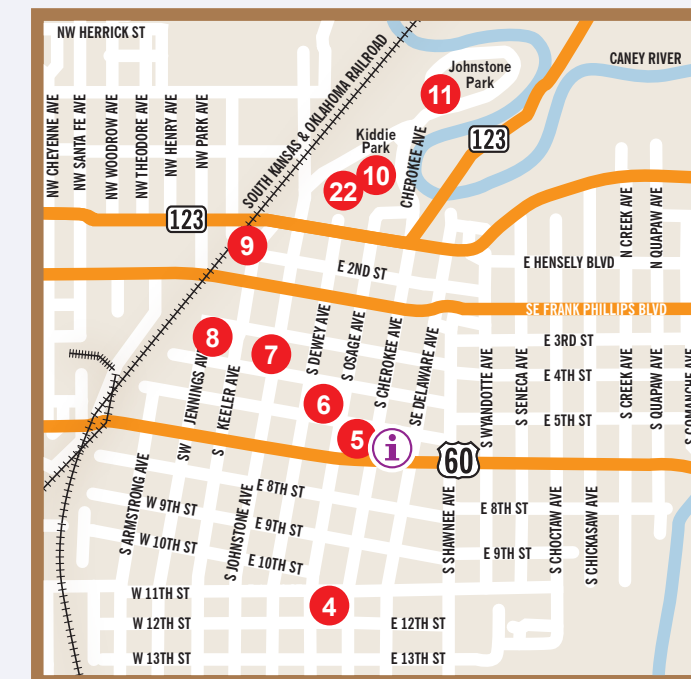 NW HERRICK ST
CANEY RIVER
Johnstone
Park
11
SOUTH KANSAS & OKLAHOMA RAILROAD
NW CHEYENNE AVE
NW SANTA FE AVE
NW WOODROW AVE
NW THEODORE AVE
NW HENRY AVE
NW PARK AVE
Kiddie
Park
10
22
CHEROKEE AVE
123
123
9
E 2ND ST
E HENSELY BLVD
N CREEK AVE
N QUAPAW AVE
SE FRANK PHILLIPS BLVD
8
7
S DEWEY AVE
S OSAGE AVE
S CHEROKEE AVE
SE DELAWARE AVE
E 3RD ST
E 4TH ST
E 5TH ST
SW JENNINGS AVE
S KEELER AVE
6
5
i
60
S WYANDOTTE AVE
S SENECA AVE
S CREEK AVE
S QUAPAW AVE
S COMANCHE AVE
S ARMSTRONG AVE
W 9TH ST
W 10TH ST
S JOHNSTONE AVE
E 8TH ST
E 9TH ST
E 10TH ST
S SHAWNEE AVE
E 8TH ST
E 9TH ST
S CHOCTAW AVE
S CHICKASAW AVE
W 11TH ST
4
W 12TH ST
E 12TH ST
W 13TH ST
E 13TH ST